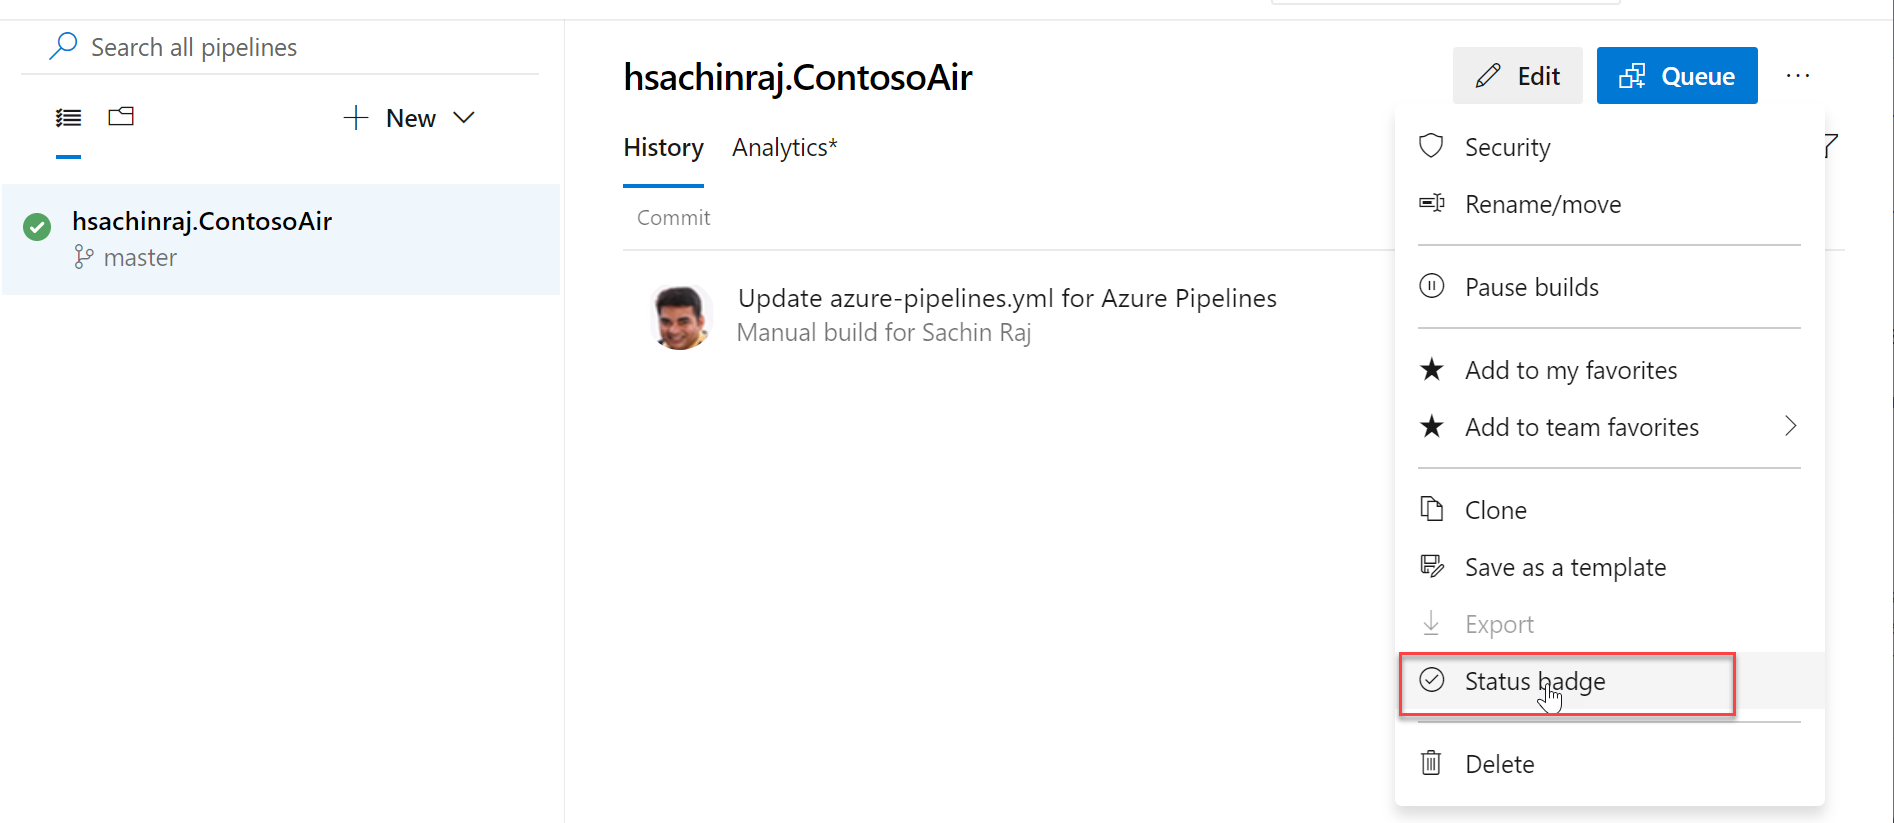 Search all pipelines
New
hsachinraj.ContosoAir
master
hsachinraj.ContosoAir
Edit
Queue
...
History
Analytics*
Commit
Update azure-pipelines.yml for Azure Pipelines
Manual build for Sachin Raj
Security
Rename/move
Pause builds
Add to my favorites
Add to team favorites
Clone
Save as a template
Export
Status badge
Delete